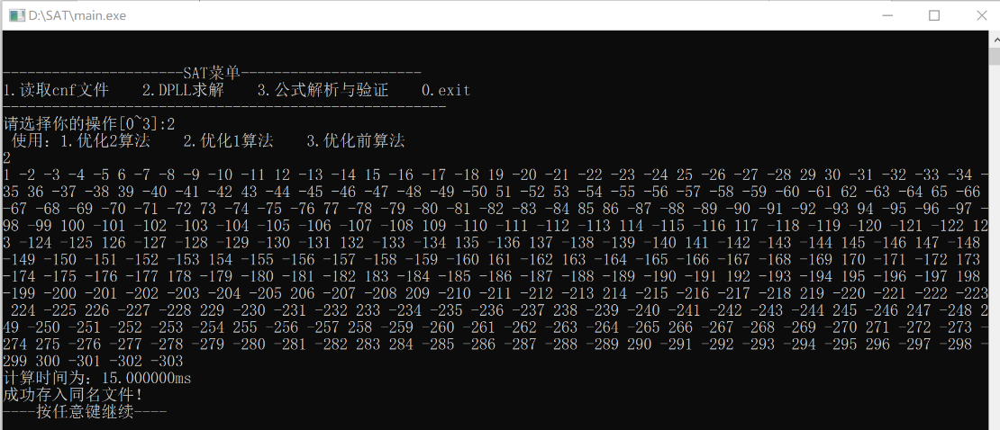 D:\SAT\main.exe
----------------------SAT菜单----------------------
1.读取cnf文件    2.DPLL求解    3.公式解析与验证    0.exit
------------------------------------------------------
请选择你的操作[0~3]:2
 使用：1.优化2算法    2.优化1算法    3.优化前算法
2
1 -2 -3 -4 -5 6 -7 -8 -9 -10 -11 12 -13 -14 15 -16 -17 -18 19 -20 -21 -22 -23 -24 25 -26 -27 -28 29 30 -31 -32 -33 -34 -
35 36 -37 -38 39 -40 -41 -42 43 -44 -45 -46 -47 -48 -49 -50 51 -52 53 -54 -55 -56 -57 -58 -59 -60 -61 62 -63 -64 65 -66
-67 -68 -69 -70 -71 -72 73 -74 -75 -76 77 -78 -79 -80 -81 -82 -83 -84 85 86 -87 -88 -89 -90 -91 -92 -93 94 -95 -96 -97 -
98 -99 100 -101 -102 -103 -104 -105 -106 -107 -108 109 -110 -111 -112 -113 114 -115 -116 117 -118 -119 -120 -121 -122 12
3 -124 -125 126 -127 -128 -129 -130 -131 132 -133 -134 135 -136 137 -138 -139 -140 141 -142 -143 -144 145 -146 147 -148
-149 -150 -151 -152 -153 154 -155 -156 -157 -158 -159 -160 161 -162 163 -164 -165 -166 -167 -168 -169 170 -171 -172 173
-174 -175 -176 -177 178 -179 -180 -181 -182 183 -184 -185 -186 -187 -188 -189 -190 -191 192 -193 -194 195 -196 -197 198
-199 -200 -201 -202 -203 -204 -205 206 -207 -208 209 -210 -211 -212 -213 214 -215 -216 -217 -218 219 -220 -221 -222 -223
 224 -225 226 -227 -228 229 -230 -231 -232 233 -234 -235 -236 -237 238 -239 -240 -241 -242 -243 -244 245 -246 247 -248 2
49 -250 -251 -252 -253 -254 -255 -256 -257 258 -259 -260 -261 -262 -263 -264 265 266 -267 -268 -269 -270 271 -272 -273 -
274 275 -276 -277 -278 -279 -280 -281 -282 283 284 -285 -286 -287 -288 -289 290 -291 -292 -293 -294 -295 296 -297 -298 -
299 300 -301 -302 -303
计算时间为：15.000000ms
成功存入同名文件！
----按任意键继续----